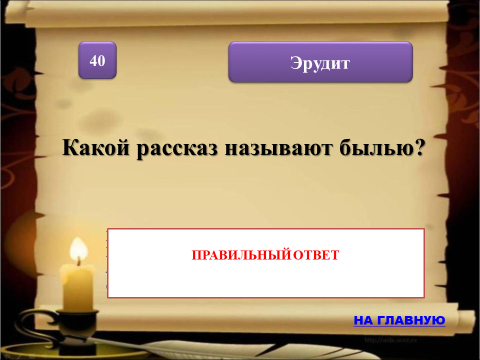 40
Эрудит
Какой рассказ называют былью?
ПРАВИЛЬНЫЙ ОТВЕТ
НА ГЛАВНУЮ